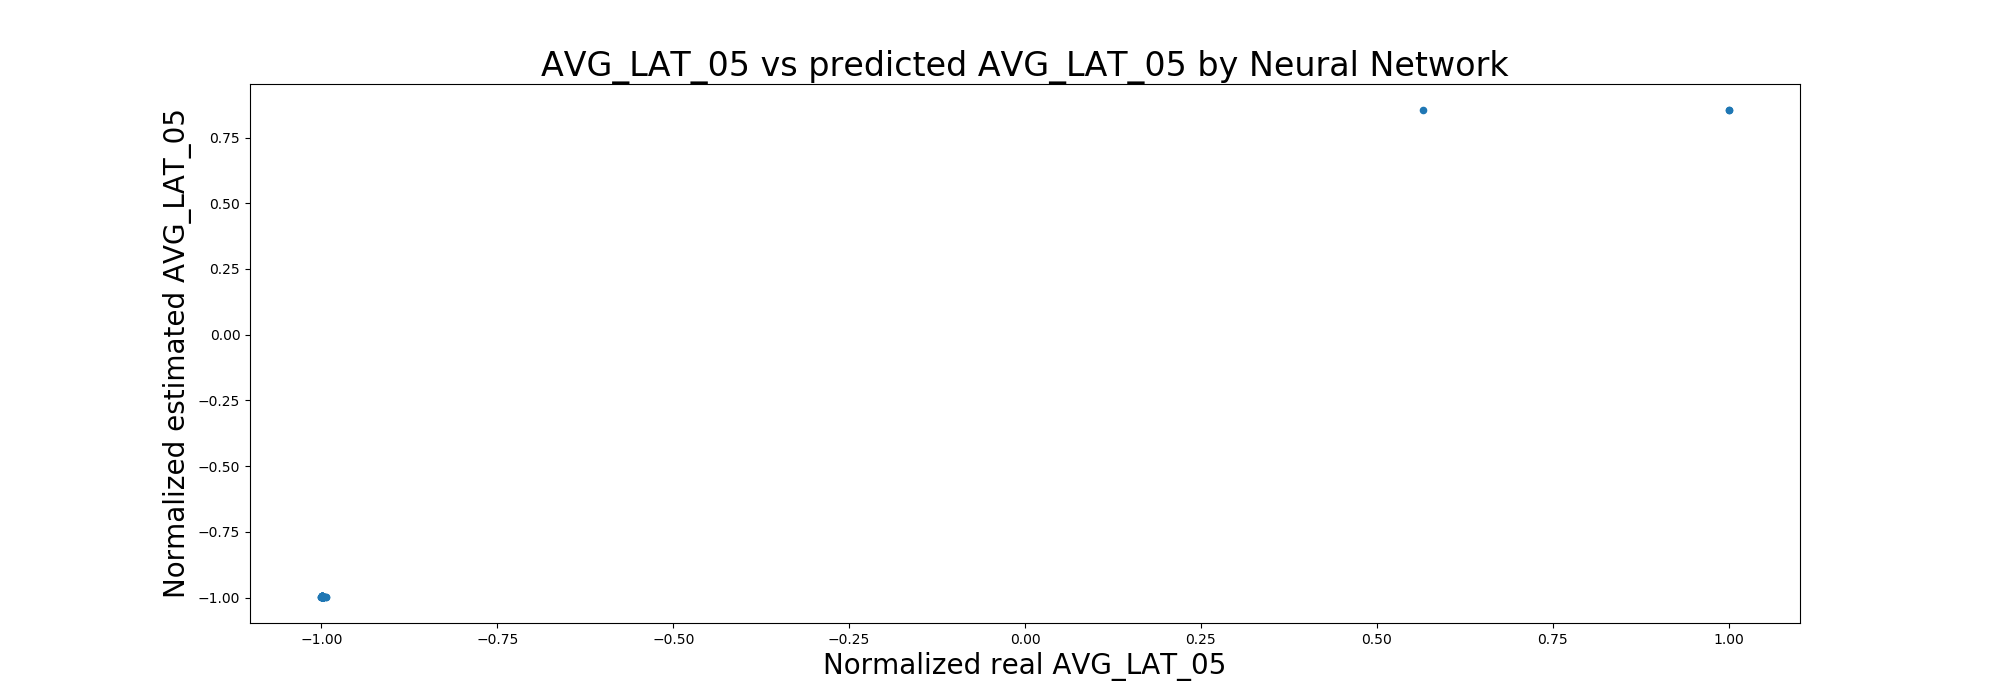 AVG_LAT_05 vs predicted AVG_LAT_05 by Neural Network
Normalized estimated AVG_LAT_05
0.75
0.50
0.25
0.00
−0.25
−0.50
−0.75
−1.00
−1.00 −0.75 −0.50 −0.25 0.00 0.25 0.50 0.75 1.00
Normalized real AVG_LAT_05